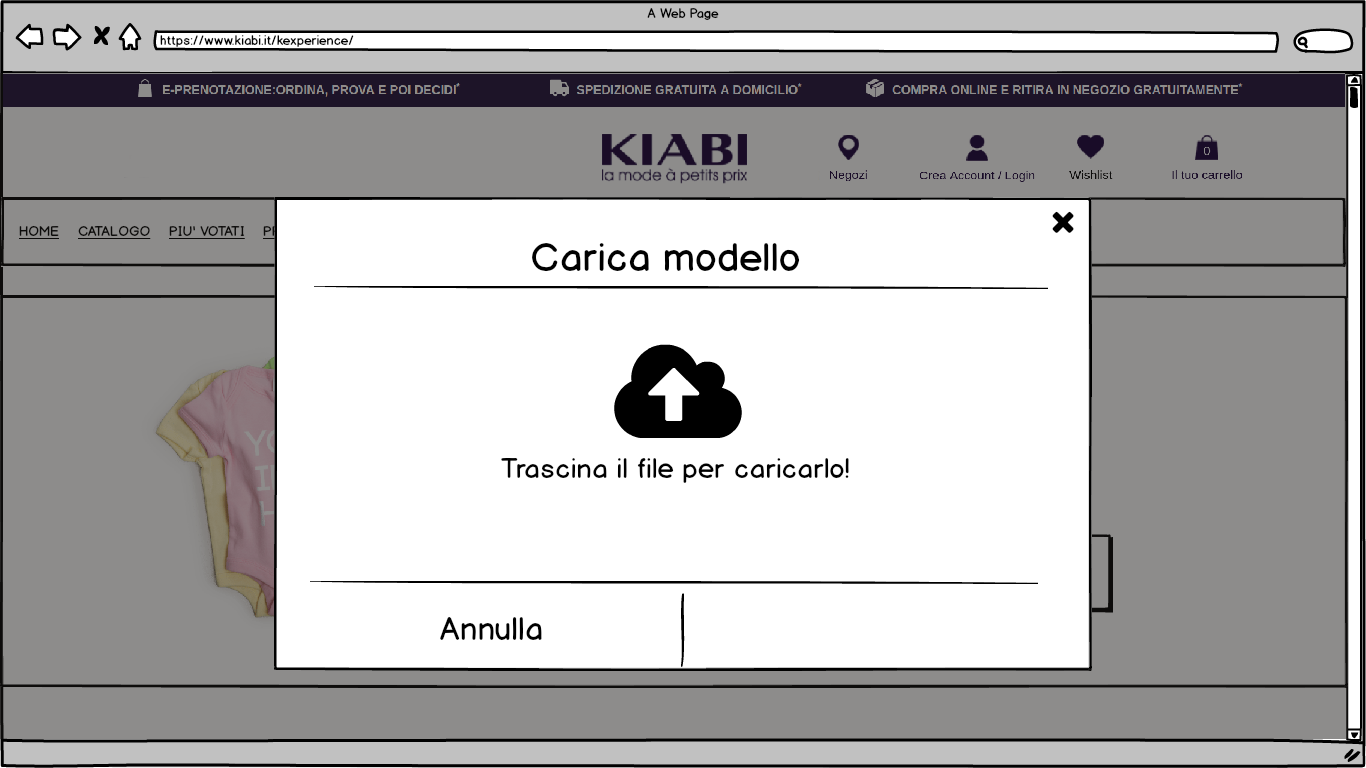 A Web Page
https://www.kiabi.it/kexperience/
E-PRENOTAZIONE:ORDINA, PROVA E POI DECIDI*
SPEDIZIONE GRATUITA A DOMICILIO*
COMPRA ONLINE E RITIRA IN NEGOZIO GRATUITAMENTE*
KIABI
la mode à petits prix
0
Negozi
Crea Account / Login
Wishlist
Il tuo carrello
HOME
CATALOGO
PIU' VOTATI
Carica modello
Trascina il file per caricarlo!
Annulla